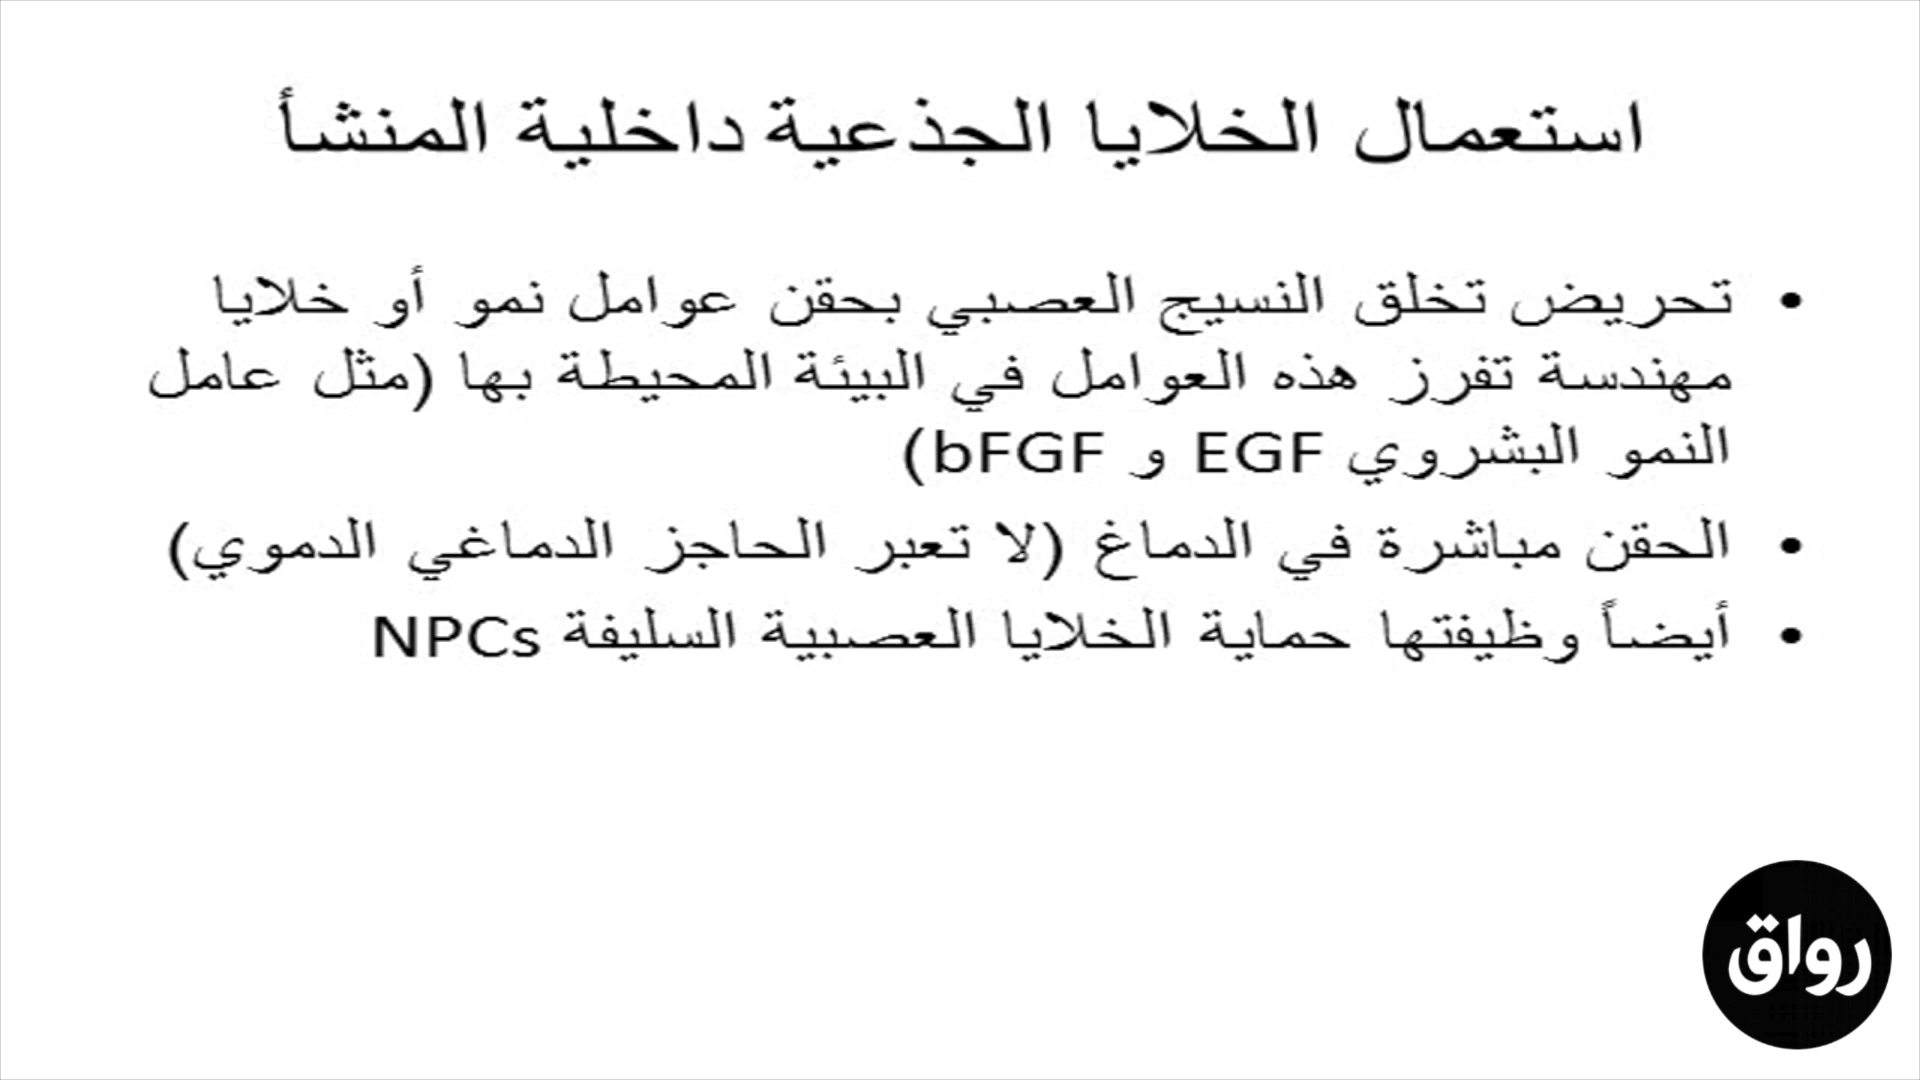 استعمال الخلايا الجذعية داخلية المنشأ
• تحريض تخلق النسيج العصبي بحقن عوامل نمو أو خلايا
مهندسة تفرز هذه العوامل في البيئة المحيطة بها (مثل عامل
النمو البشروي EGF و bFGF)
• الحقن مباشرة في الدماغ (لا تعبر الحاجز الدماغي الدموي)
• أيضاً وظيفتها حماية الخلايا العصبية السليفة NPCs
رواق